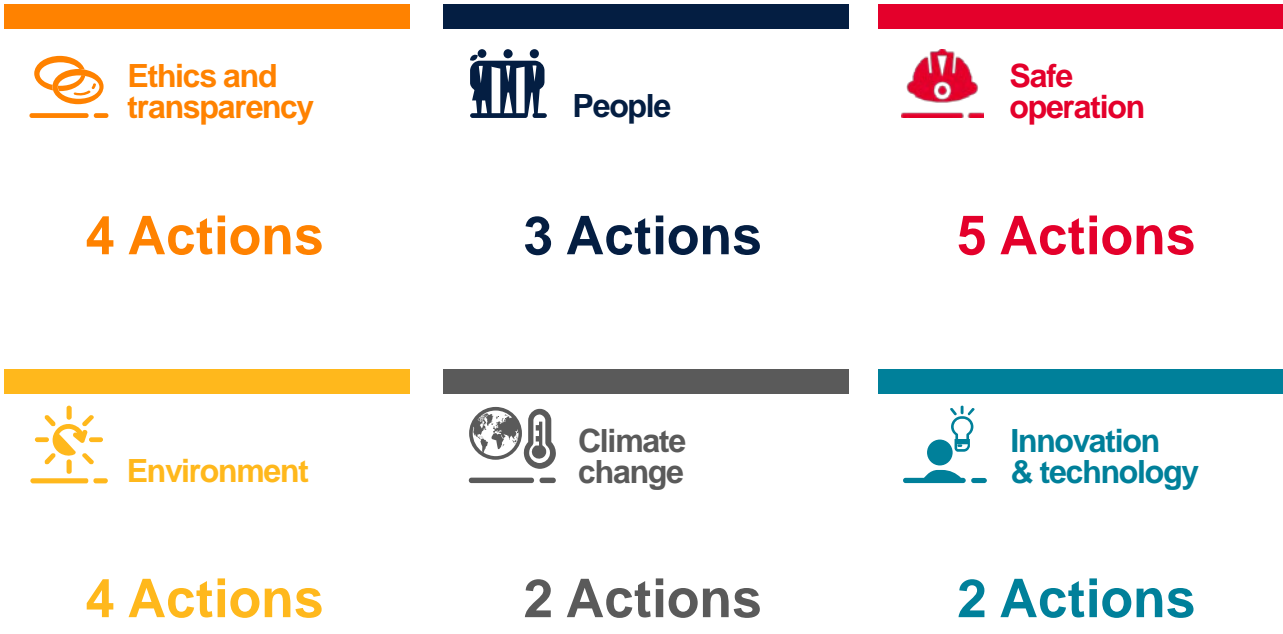 Ethics and
transparency
People
Safe
operation
4 Actions
3 Actions
5 Actions
Environment
Climate
change
Innovation
& technology
4 Actions
2 Actions
2 Actions